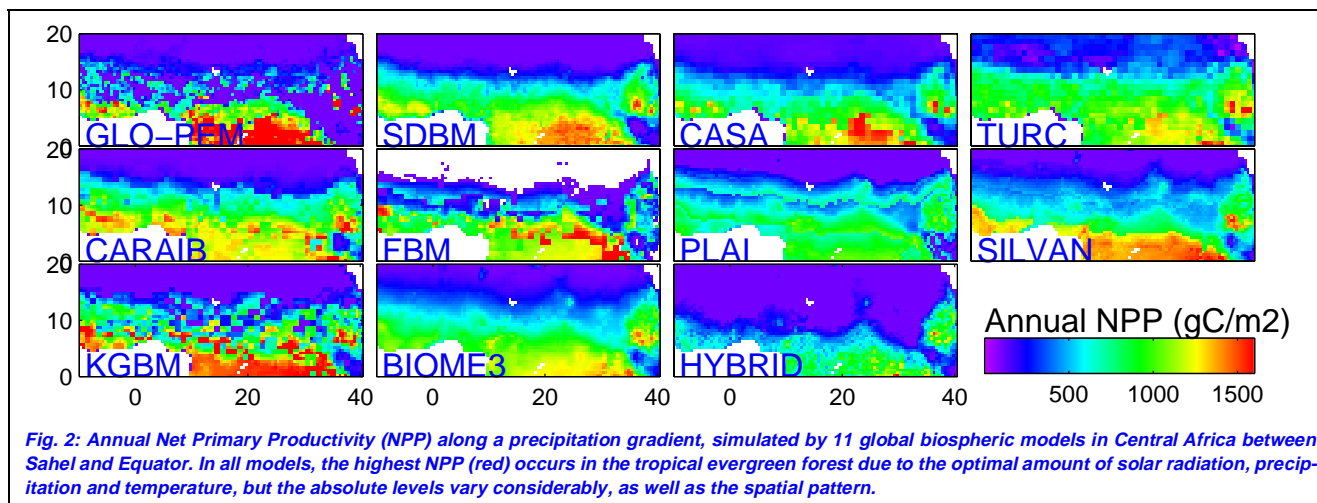 20
10
0
GLO-PEM SDBM CASA TURC
20
10
0
CARAIB FBM PLAI SILVAN
20
10
0
KGBM BIOME3 HYBRID
Annual NPP (gC/m2)
500 1000 1500
0 20 40 0 20 40 0 20 40
Fig. 2: Annual Net Primary Productivity (NPP) along a precipitation gradient, simulated by 11 global biospheric models in Central Africa between
Sahel and Equator. In all models, the highest NPP (red) occurs in the tropical evergreen forest due to the optimal amount of solar radiation, precip-
itation and temperature, but the absolute levels vary considerably, as well as the spatial pattern.